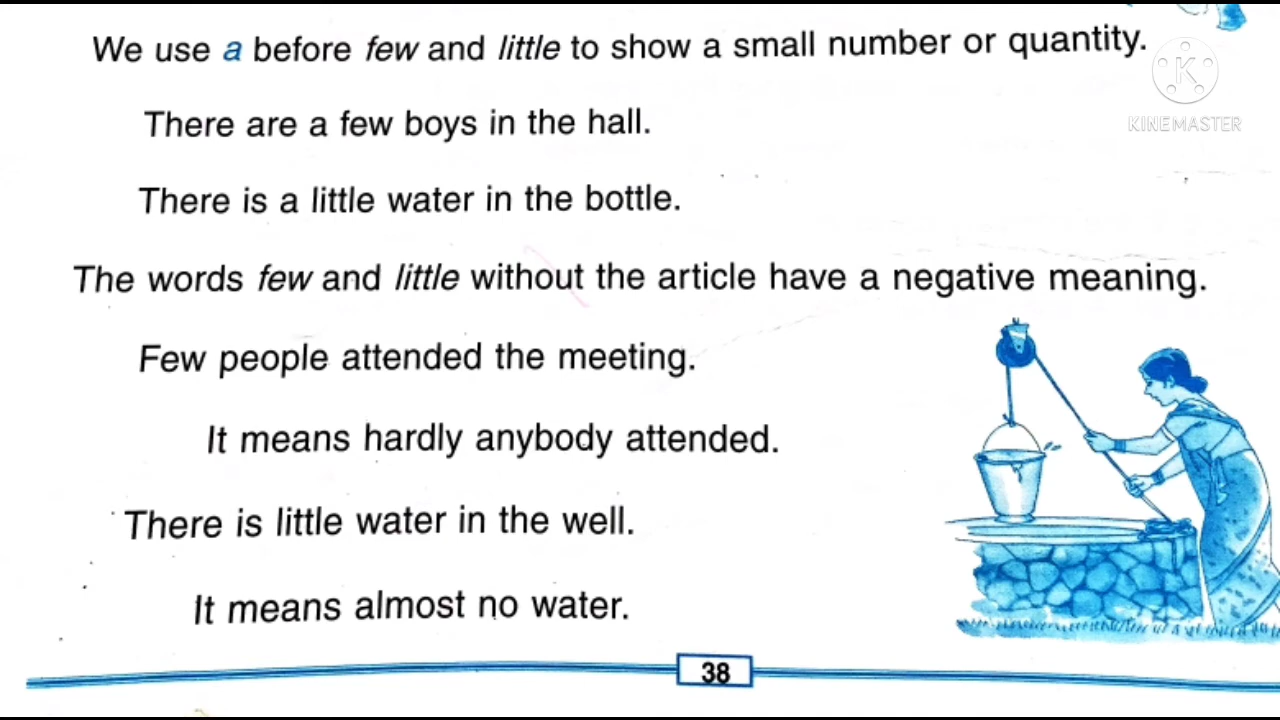 We use a before few and little to show a small number or quantity.
KINEMASTER
There are a few boys in the hall.
There is a little water in the bottle.
The words few and little without the article have a negative meaning.
Few people attended the meeting.
It means hardly anybody attended.
There is little water in the well.
It means almost no water.
38